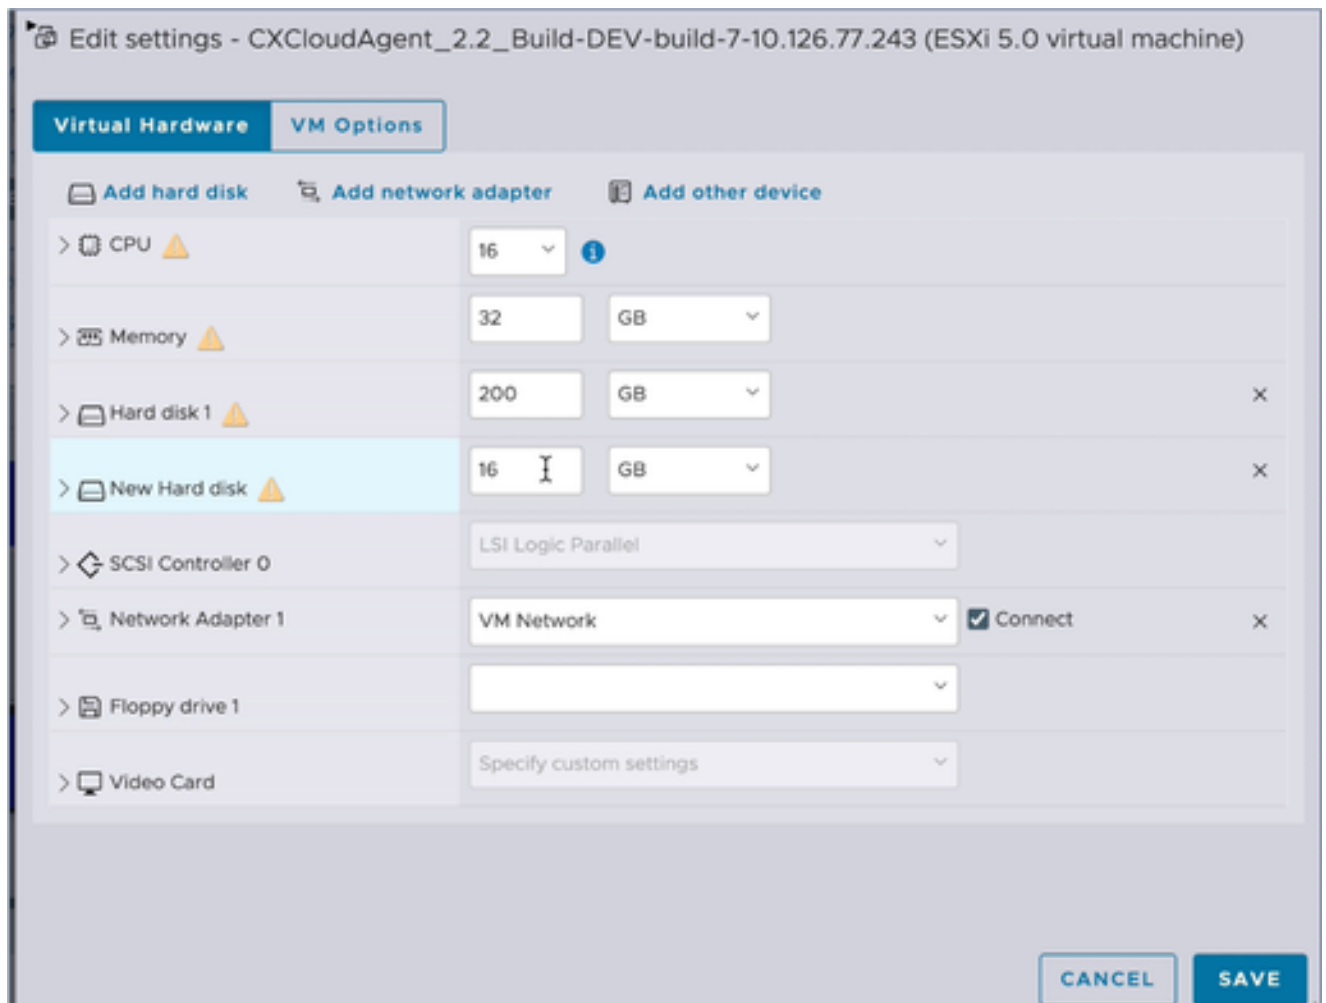 Edit settings - CXCloudAgent_2.2_Build-DEV-build-7-10.126.77.243 (ESXi 5.0 virtual machine)
Virtual Hardware VM Options
Add hard disk Add network adapter Add other device
CPU 16
Memory 32 GB
Hard disk 1 200 GB
New Hard disk 16 GB
SCSI Controller 0 LSI Logic Parallel
Network Adapter 1 VM Network Connect
Floppy drive 1
Video Card Specify custom settings
CANCEL SAVE